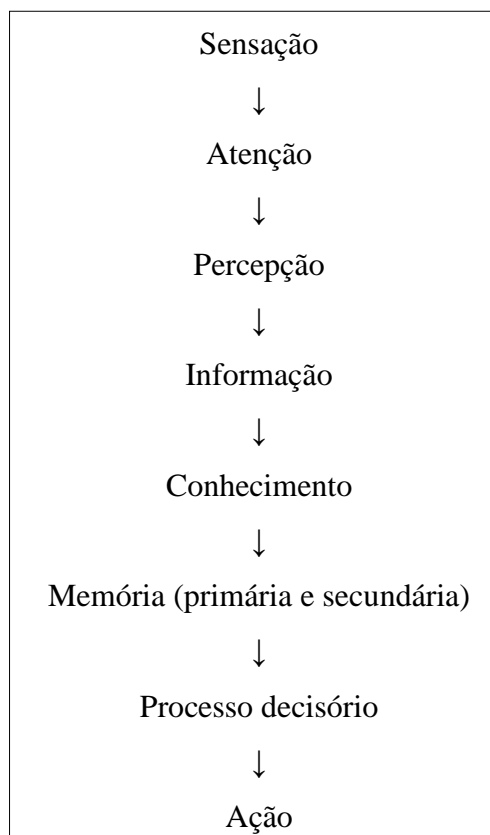 Sensação
↓
Atenção
↓
Percepção
↓
Informação
↓
Conhecimento
↓
Memória (primária e secundária)
↓
Processo decisório
↓
Ação